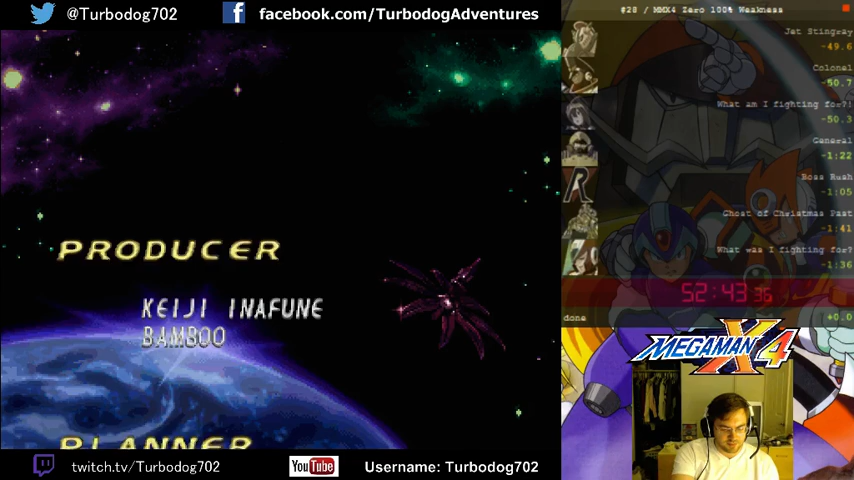 @Turbodog702
facebook.com/TurbodogAdventures
#28 / MMX4 Zero 100% Weakness
Jet Stingray
-49.6
Colonel
-50.7
What am I fighting for?!
-50.3
General
-1:22
Boss Rush
-1:05
Ghost of Christmas Past
-1:41
What was I fighting for?
-1:36
52:43 36
done +0.0
PRODUCER
KEIJI INAFUNE
BAMBOO
PLANNER
MEGAMAN X4
twitch.tv/Turbodog702
YouTube
Username: Turbodog702